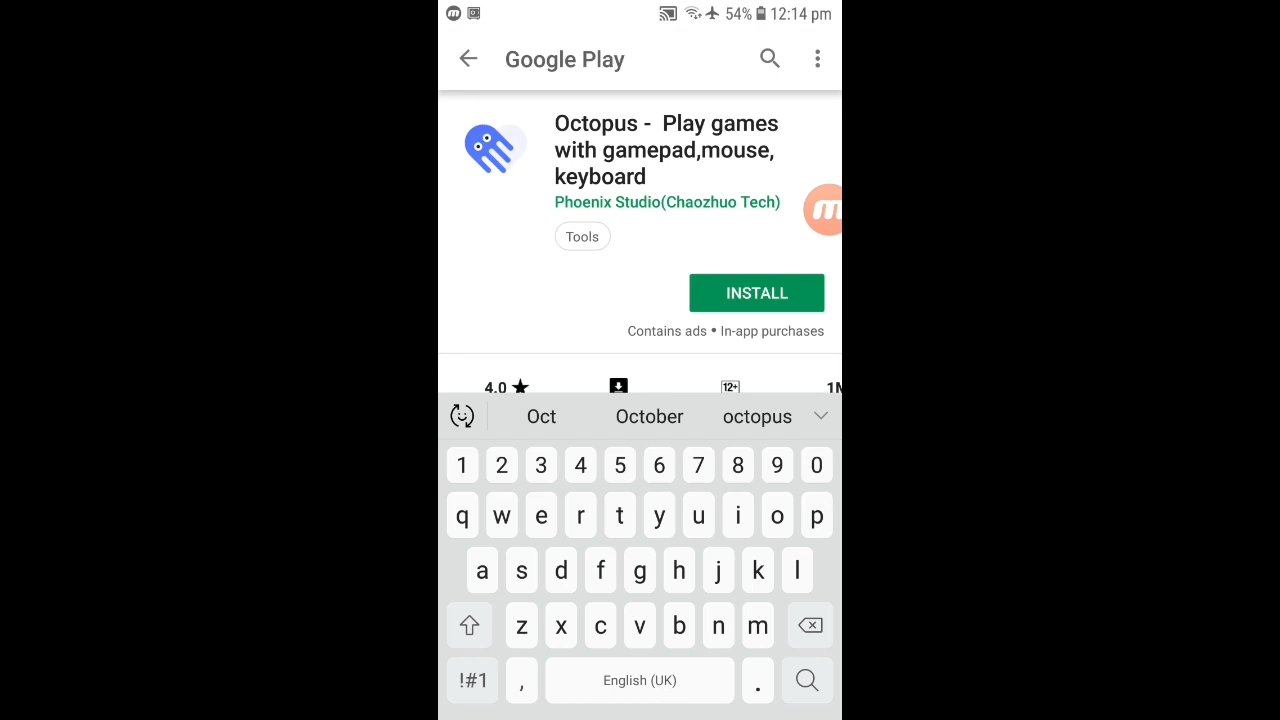 54% 12:14 pm
Google Play
Octopus -  Play games
with gamepad,mouse,
keyboard
Phoenix Studio(Chaozhuo Tech)
m
Tools
INSTALL
Contains ads • In-app purchases
4.0 ★ 12+ 1M
Oct October octopus
1 2 3 4 5 6 7 8 9 0
q w e r t y u i o p
a s d f g h j k l
z x c v b n m
!#1 , English (UK) .